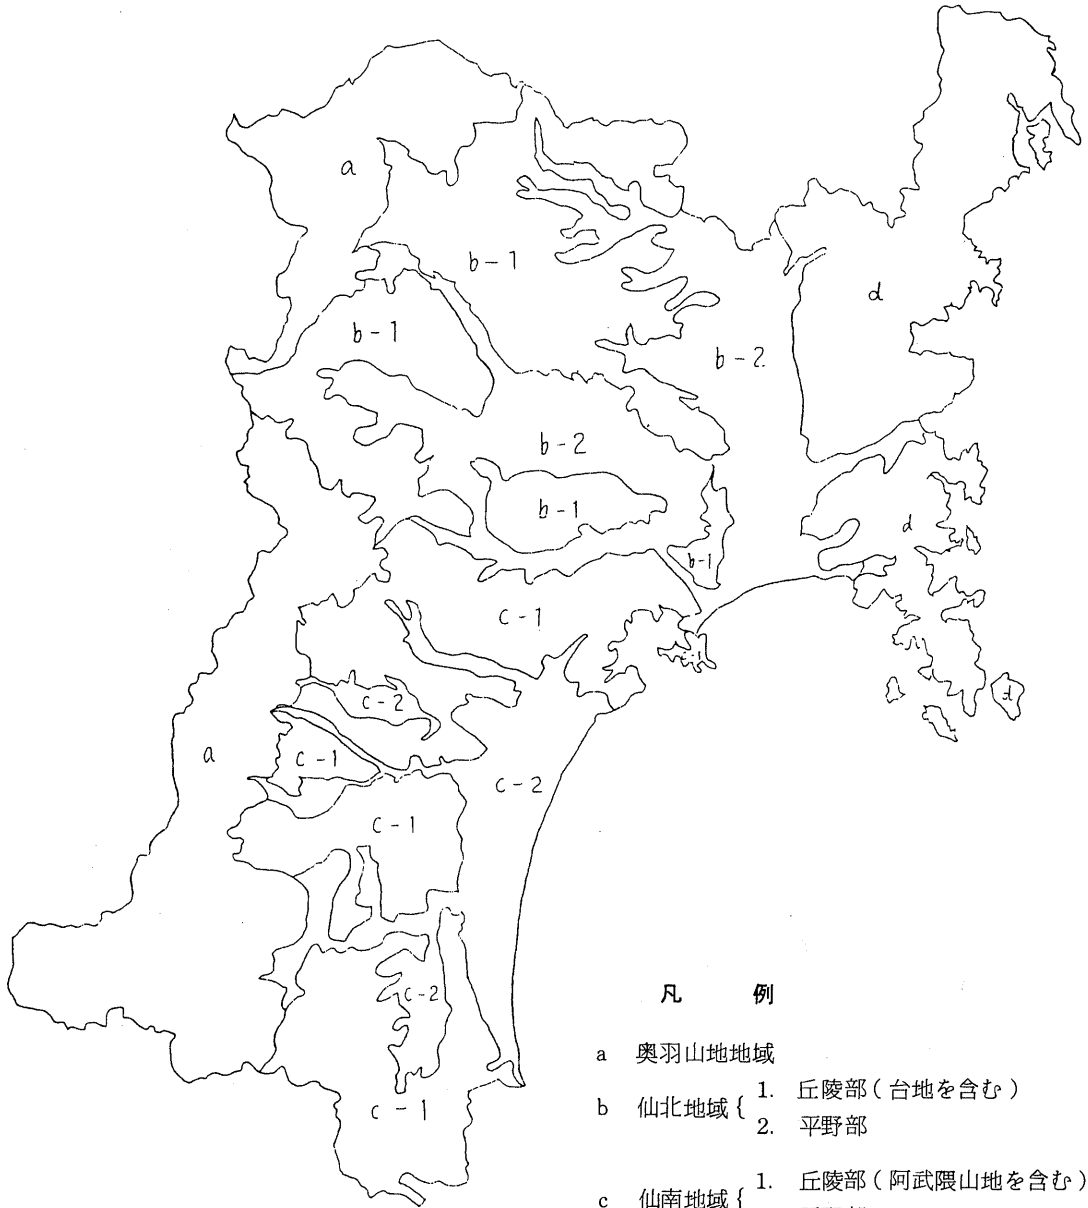 a
d
b-1
b-1
b-2
b-2
b-1
d
b-1
c-1
d
c-2
a
c-1
c-2
c-1
c-2
c-1
凡 例
a 奥羽山地地域
b 仙北地域{ 1. 丘陵部(台地を含む)
2. 平野部
c 仙南地域{ 1. 丘陵部(阿武隈山地を含む)